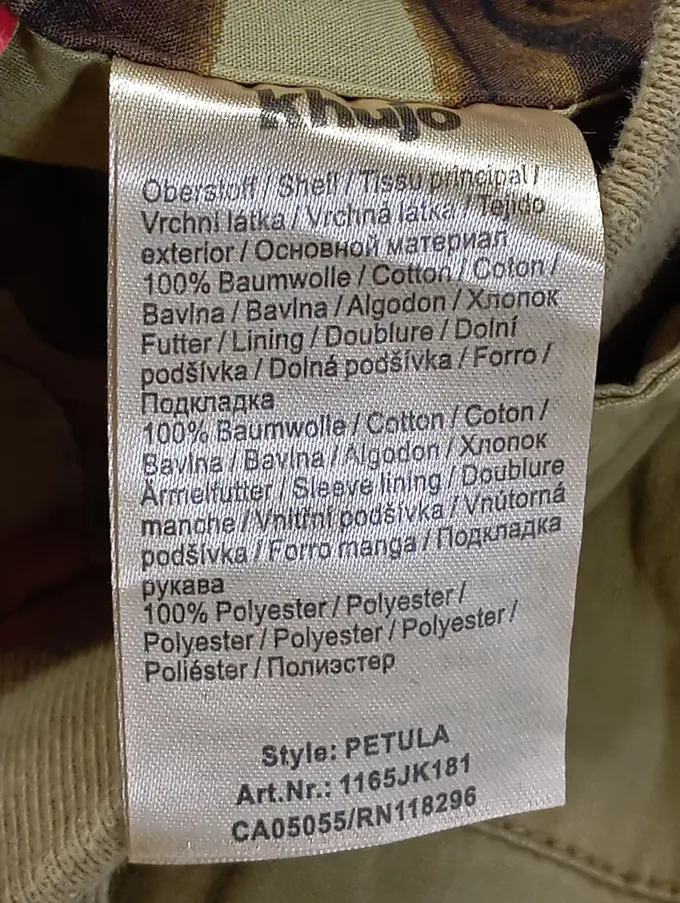 khujo
Oberstoff / Shell / Tissu principal /
Vrchní látka / Vrchná latka / Tejido
exterior / Основной материал
100% Baumwolle / Cotton / Coton /
Bavlna / Bavlna / Algodon / Хлопок
Futter / Lining / Doublure / Dolní
podšívka / Dolná podšívka / Forro /
Подкладка
100% Baumwolle / Cotton / Coton /
Bavlna / Bavlna / Algodon / Хлопок
Ärmelfutter / Sleeve lining / Doublure
manche / Vnitřní podšívka / Vnútorná
podšívka / Forro manga / Подкладка
рукава
100% Polyester / Polyester /
Polyester / Polyester / Polyester /
Poliéster / Полиэстер
Style: PETULA
Art.Nr.: 1165JK181
CA05055/RN118296